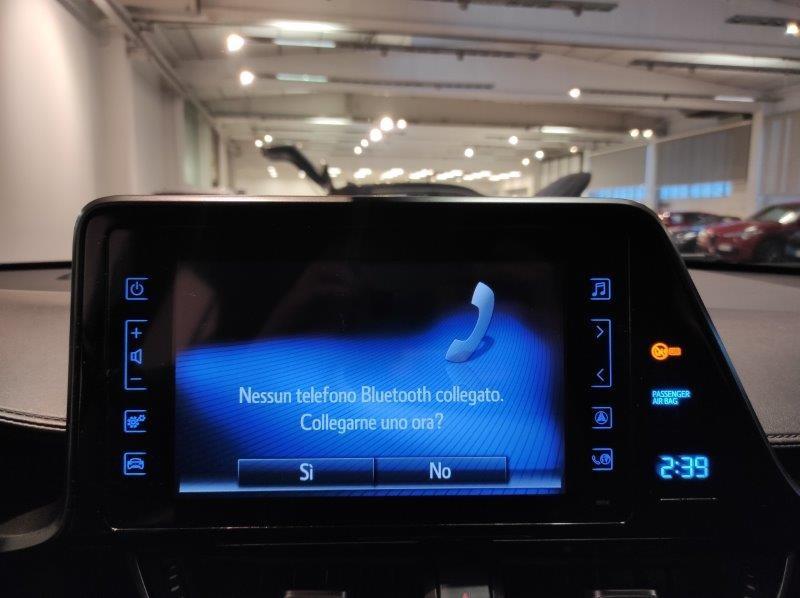 Nessun telefono Bluetooth collegato.
Collegarne uno ora?
Sì
No
PASSENGER
AIR BAG
2:39